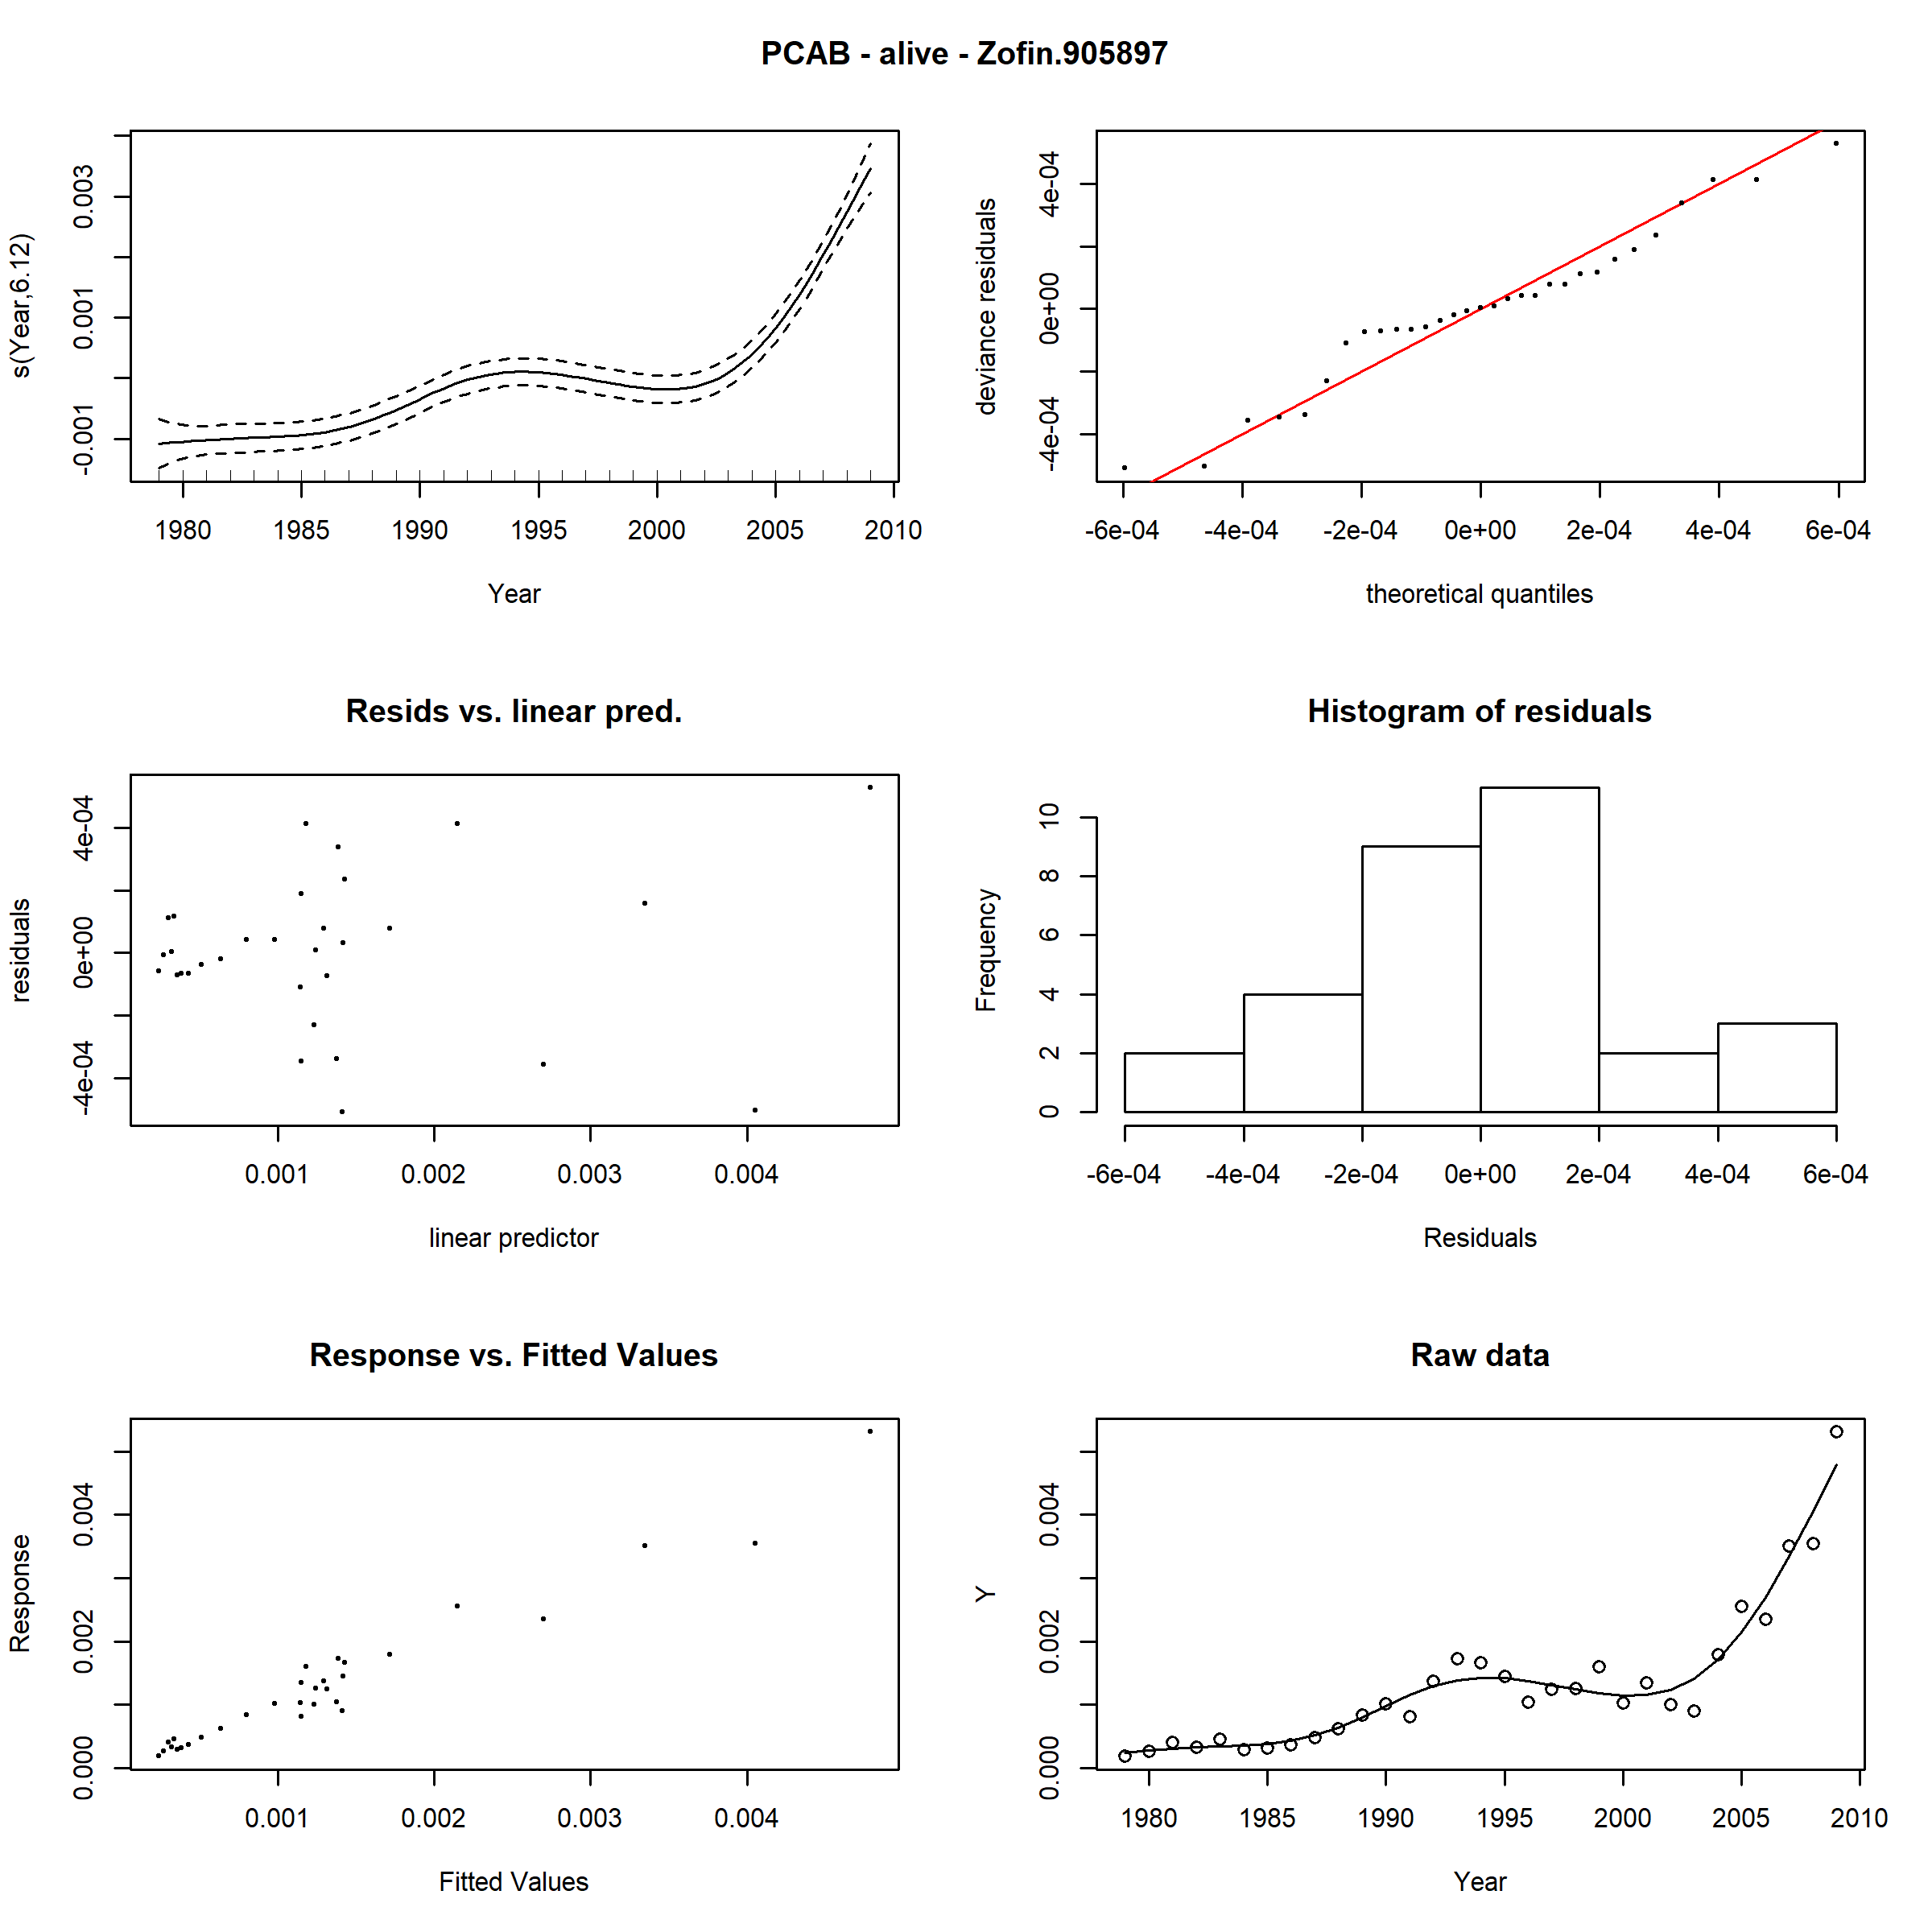 PCAB - alive - Zofin.905897
s(Year,6.12)
-0.001 0.001 0.003
1980 1985 1990 1995 2000 2005 2010
Year
deviance residuals
-4e-04 0e+00 4e-04
-6e-04 -4e-04 -2e-04 0e+00 2e-04 4e-04 6e-04
theoretical quantiles
Resids vs. linear pred.
residuals
-4e-04 0e+00 4e-04
0.001 0.002 0.003 0.004
linear predictor
Histogram of residuals
Frequency
0 2 4 6 8 10
-6e-04 -4e-04 -2e-04 0e+00 2e-04 4e-04 6e-04
Residuals
Response vs. Fitted Values
Response
0.000 0.002 0.004
0.001 0.002 0.003 0.004
Fitted Values
Raw data
Y
0.000 0.002 0.004
1980 1985 1990 1995 2000 2005 2010
Year